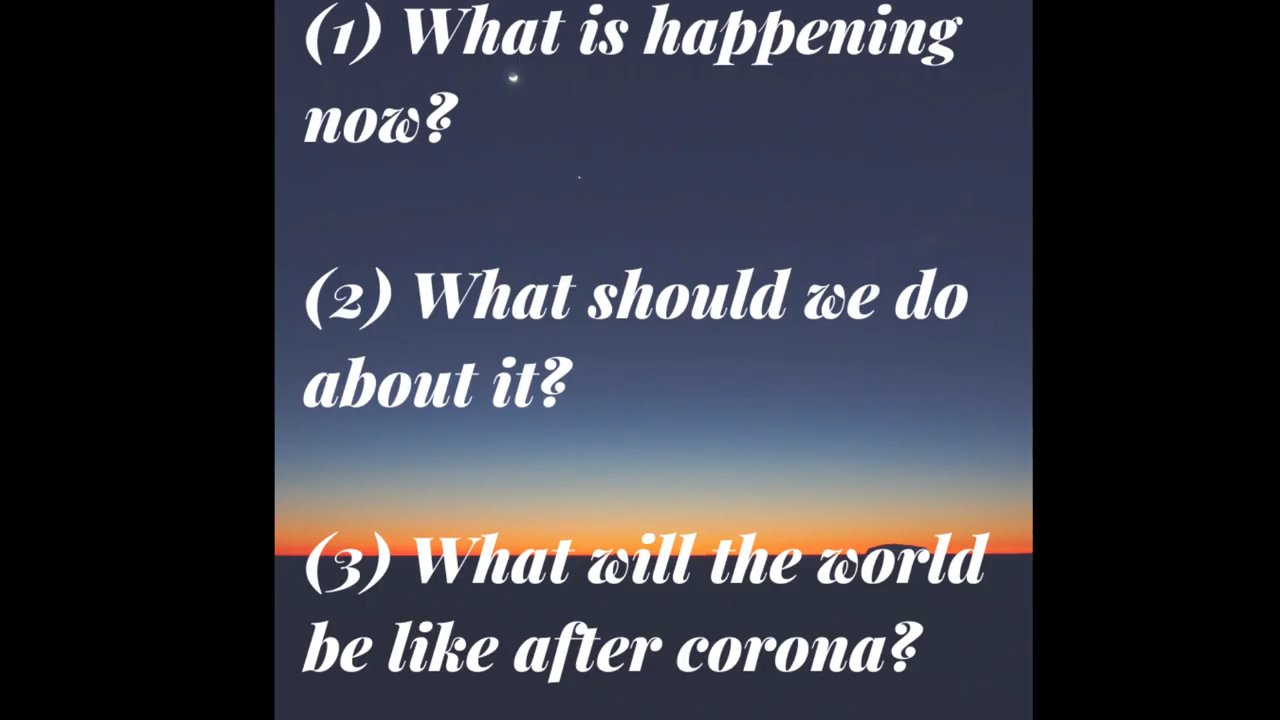 (1) What is happening
now?
(2) What should we do
about it?
(3) What will the world
be like after corona?